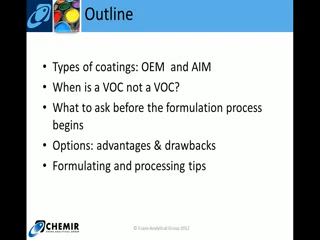 Outline
• Types of coatings: OEM and AIM
• When is a VOC not a VOC?
• What to ask before the formulation process
begins
• Options: advantages & drawbacks
• Formulating and processing tips
CHEMIR
© Evans Analytical Group 2012